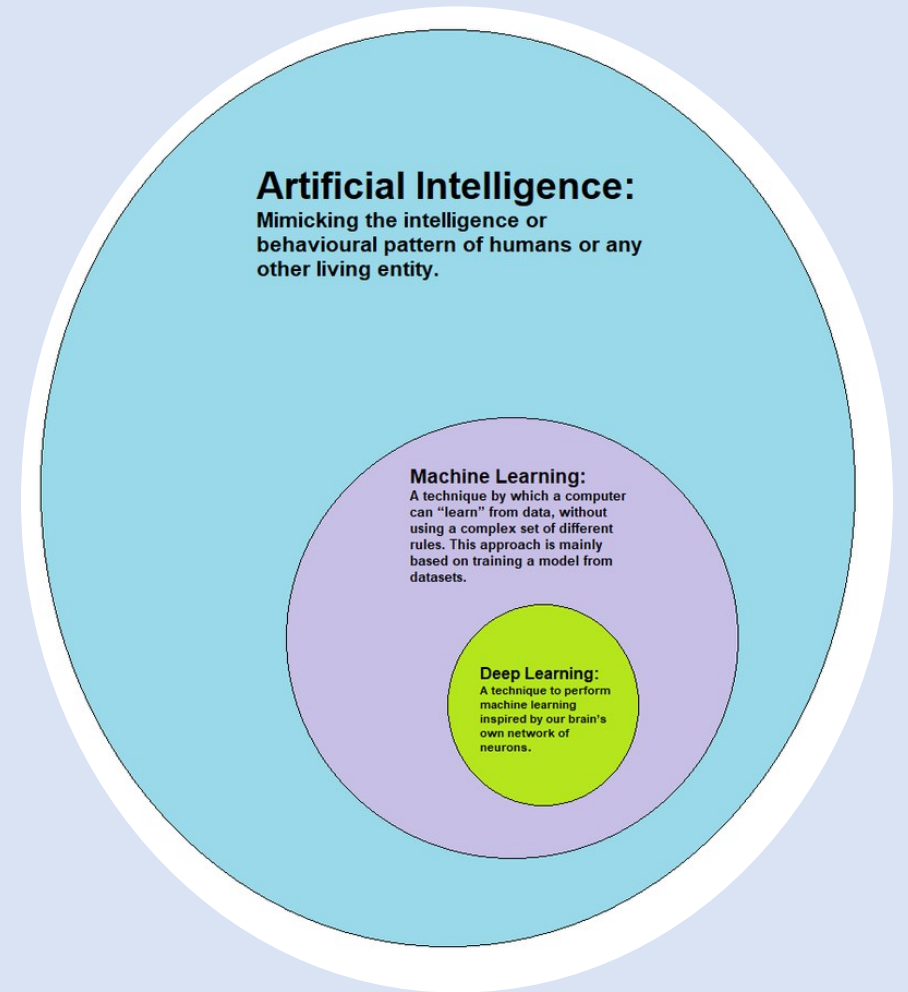 Artificial Intelligence:
Mimicking the intelligence or
behavioural pattern of humans or any
other living entity.
Machine Learning:
A technique by which a computer
can “learn” from data, without
using a complex set of different
rules. This approach is mainly
based on training a model from
datasets.
Deep Learning:
A technique to perform
machine learning
inspired by our brain’s
own network of
neurons.